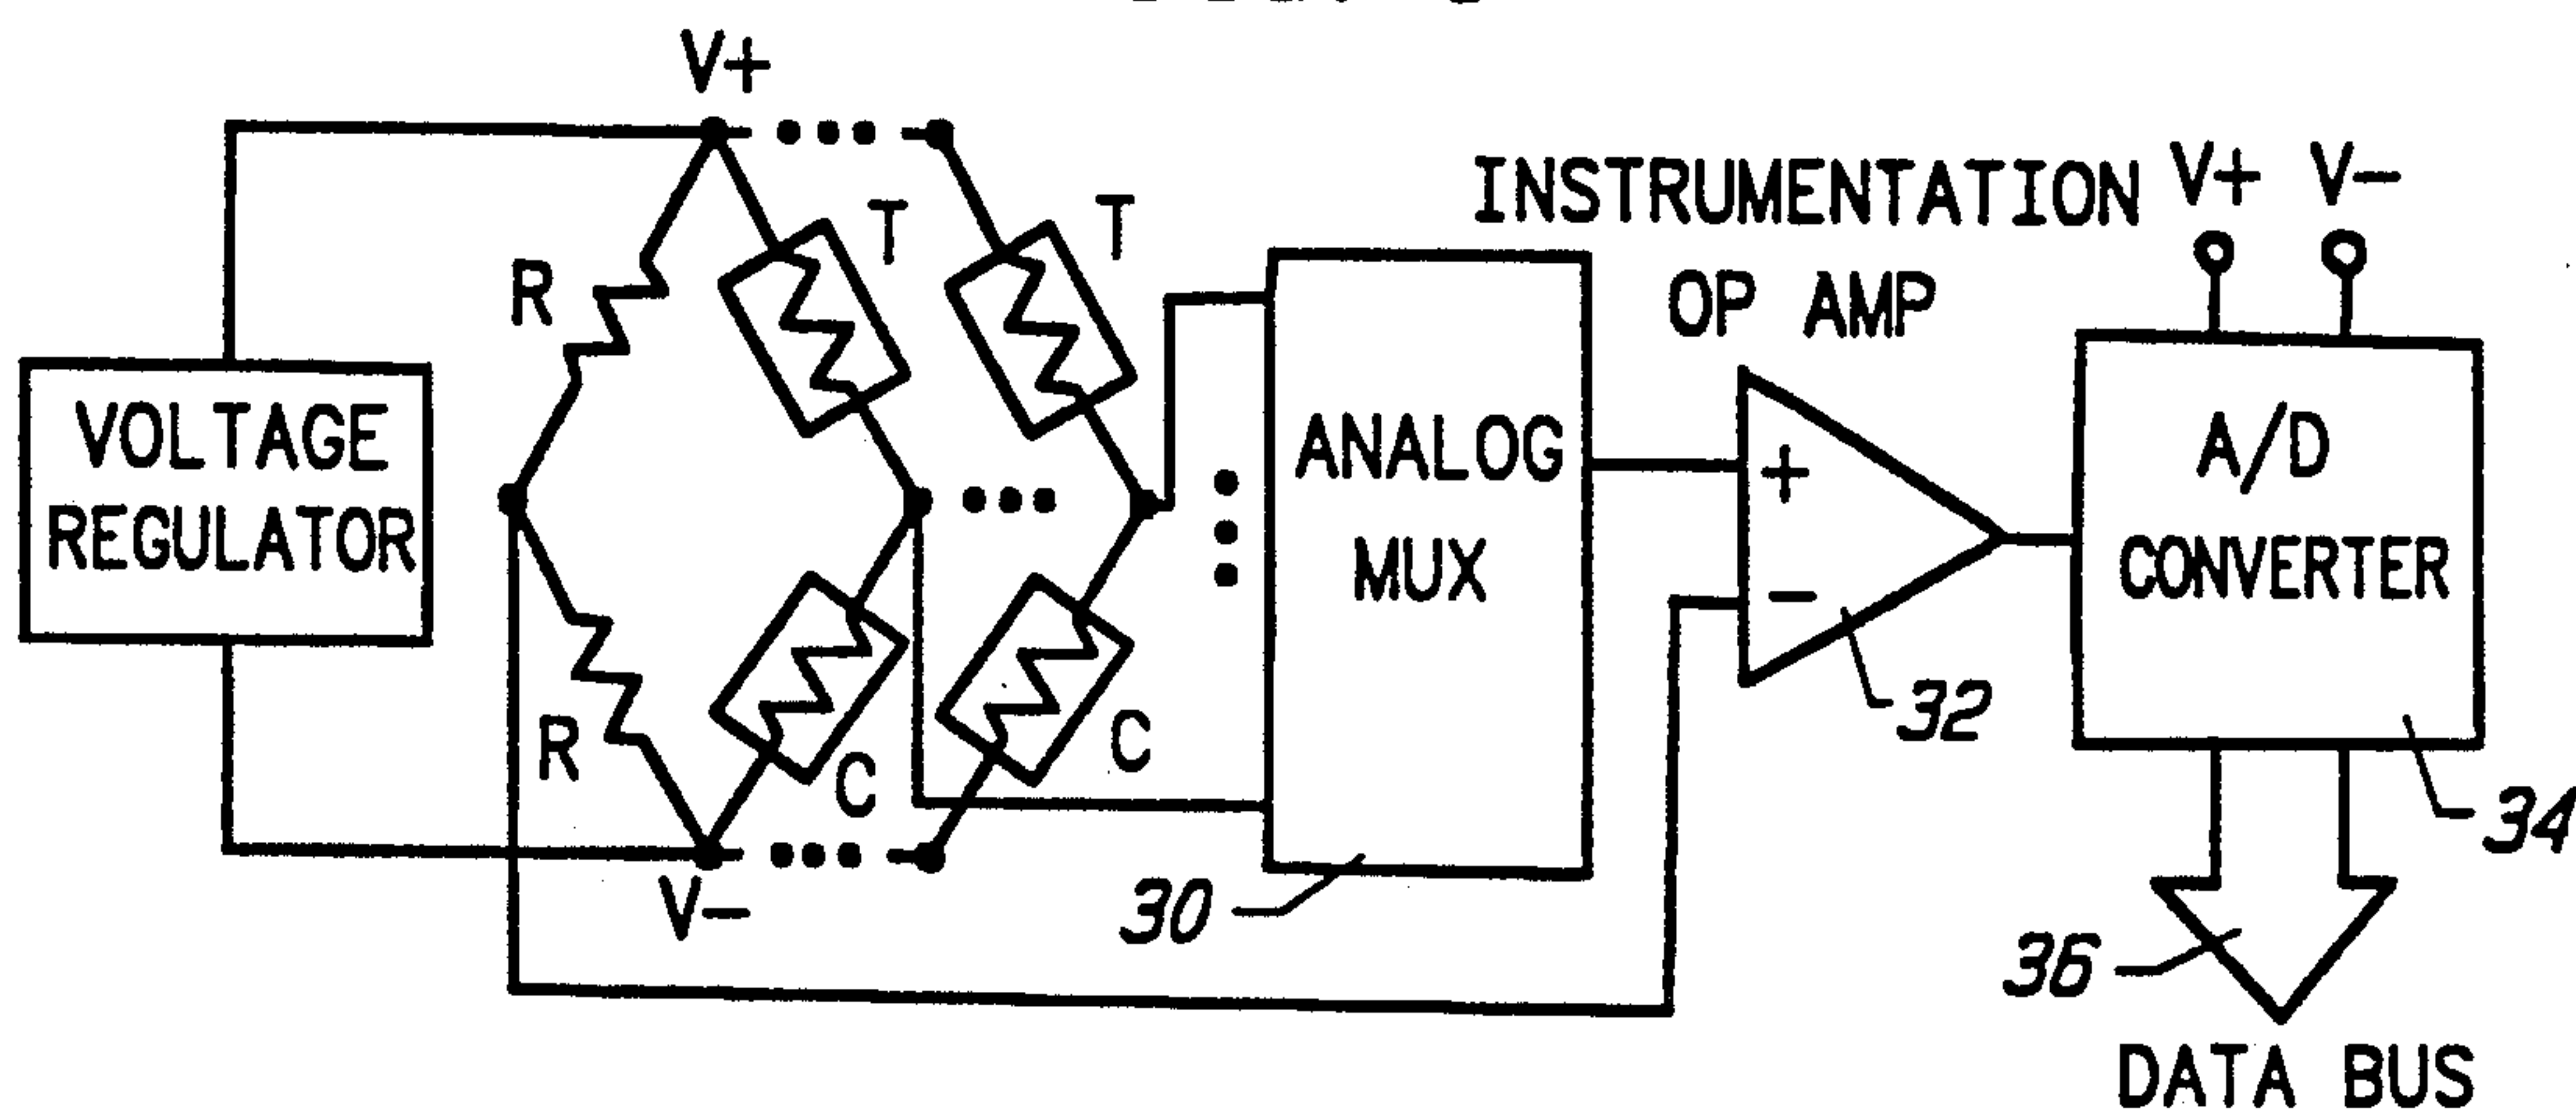 V+
INSTRUMENTATION
OP AMP
V+ V-
T
T
R
VOLTAGE
REGULATOR
ANALOG
MUX
+
-
A/D
CONVERTER
32
R
C
C
34
V-
30
36
DATA BUS